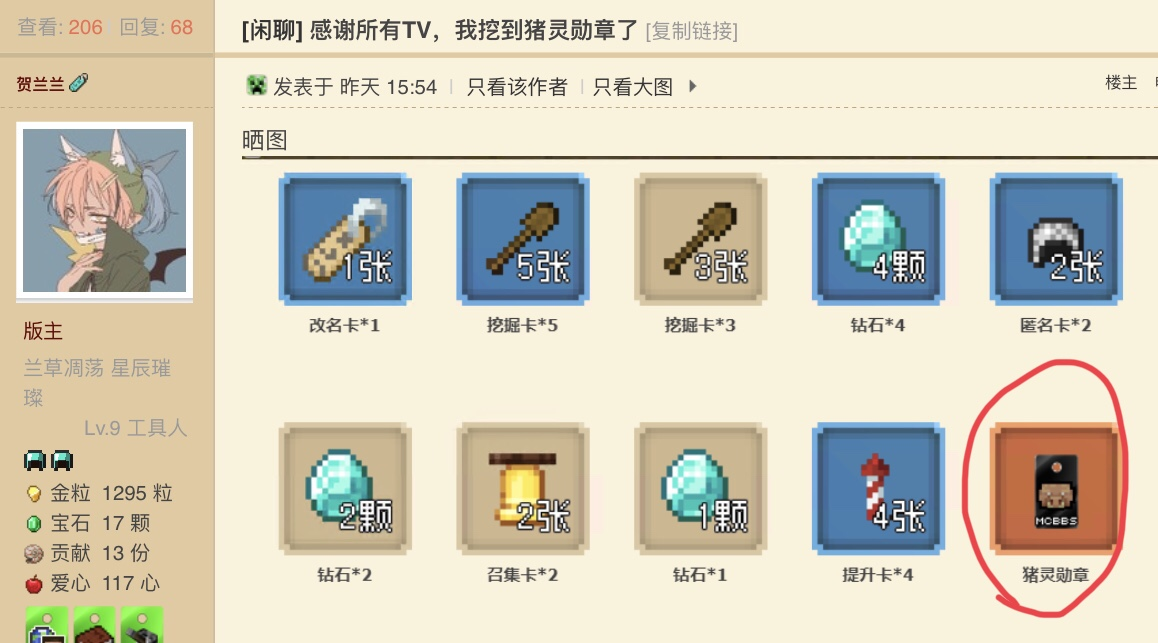 查看: 206 回复: 68
[闲聊] 感谢所有TV，我挖到猪灵勋章了 [复制链接]
贺兰兰
发表于 昨天 15:54 只看该作者 只看大图
楼主
晒图
1张
5张
3张
4颗
2张
改名卡*1
挖掘卡*5
挖掘卡*3
钻石*4
匿名卡*2
版主
兰草凋荡 星辰璀
璨
Lv.9 工具人
金粒 1295 粒
宝石 17 颗
贡献 13 份
爱心 117 心
2颗
2张
1颗
4张
MCBBS
钻石*2
召集卡*2
钻石*1
提升卡*4
猪灵勋章